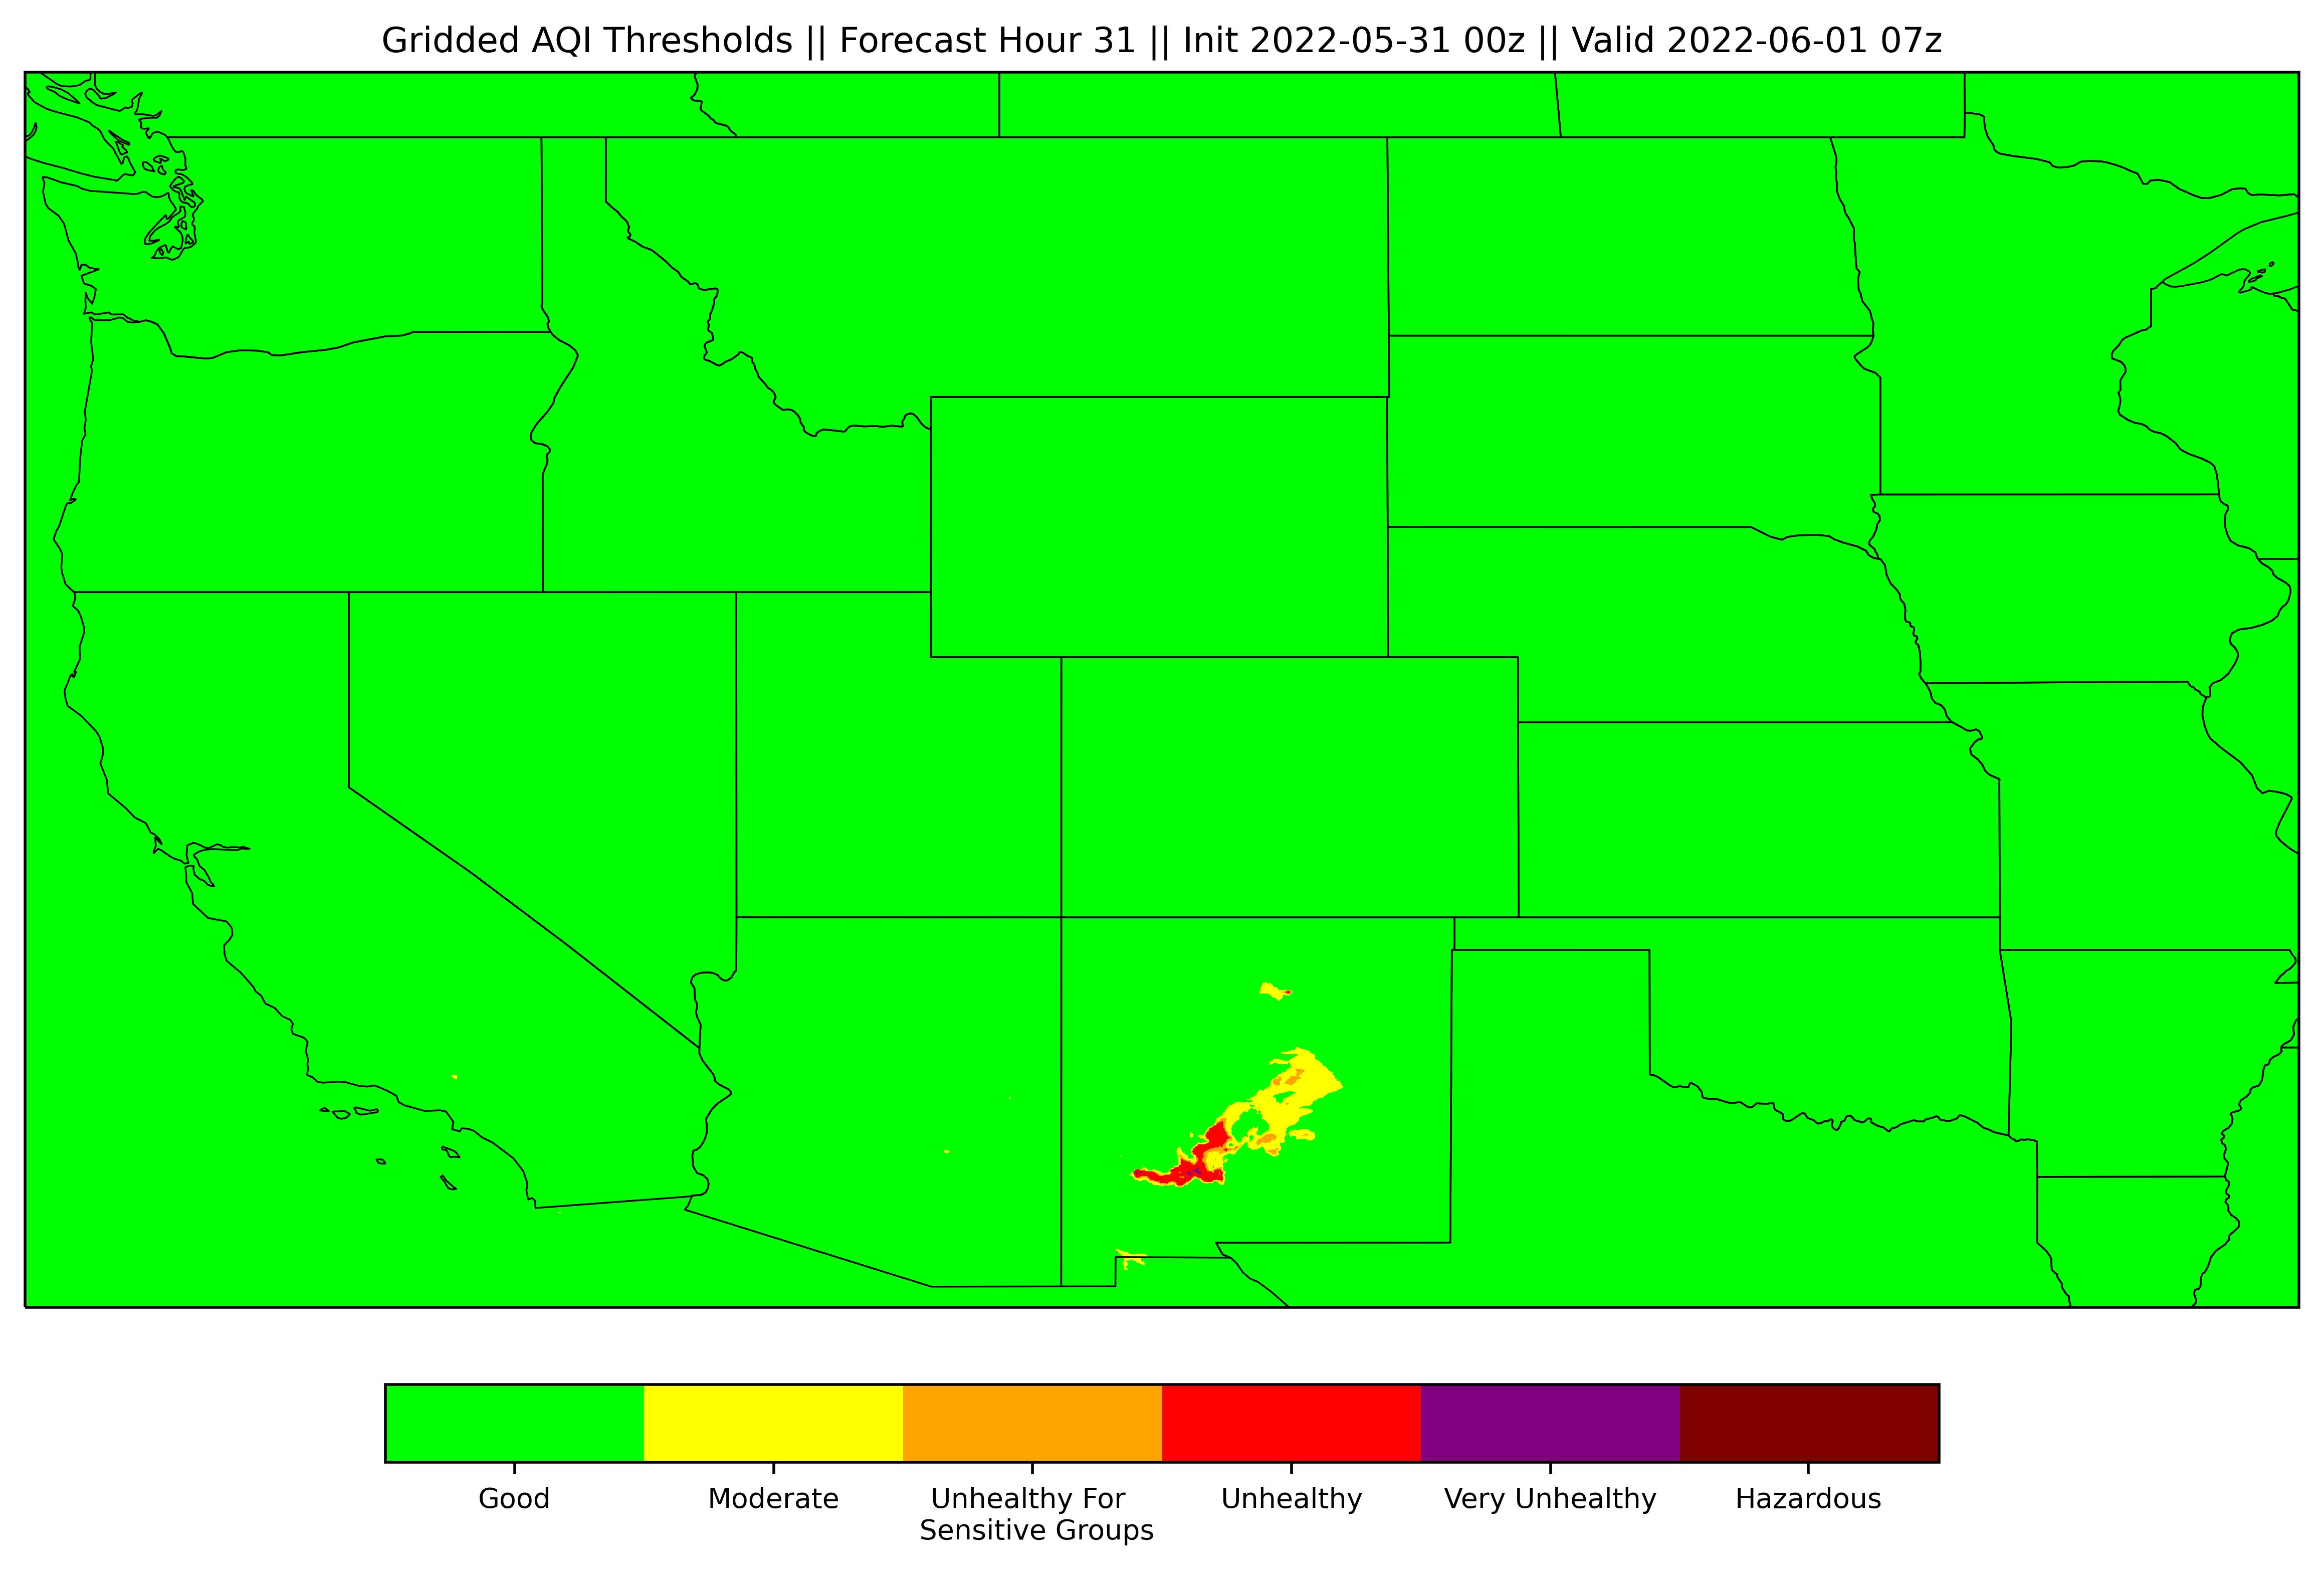 Gridded AQI Thresholds || Forecast Hour 31 || Init 2022-05-31 00z || Valid 2022-06-01 07z
Good
Moderate
Unhealthy For
Sensitive Groups
Unhealthy
Very Unhealthy
Hazardous